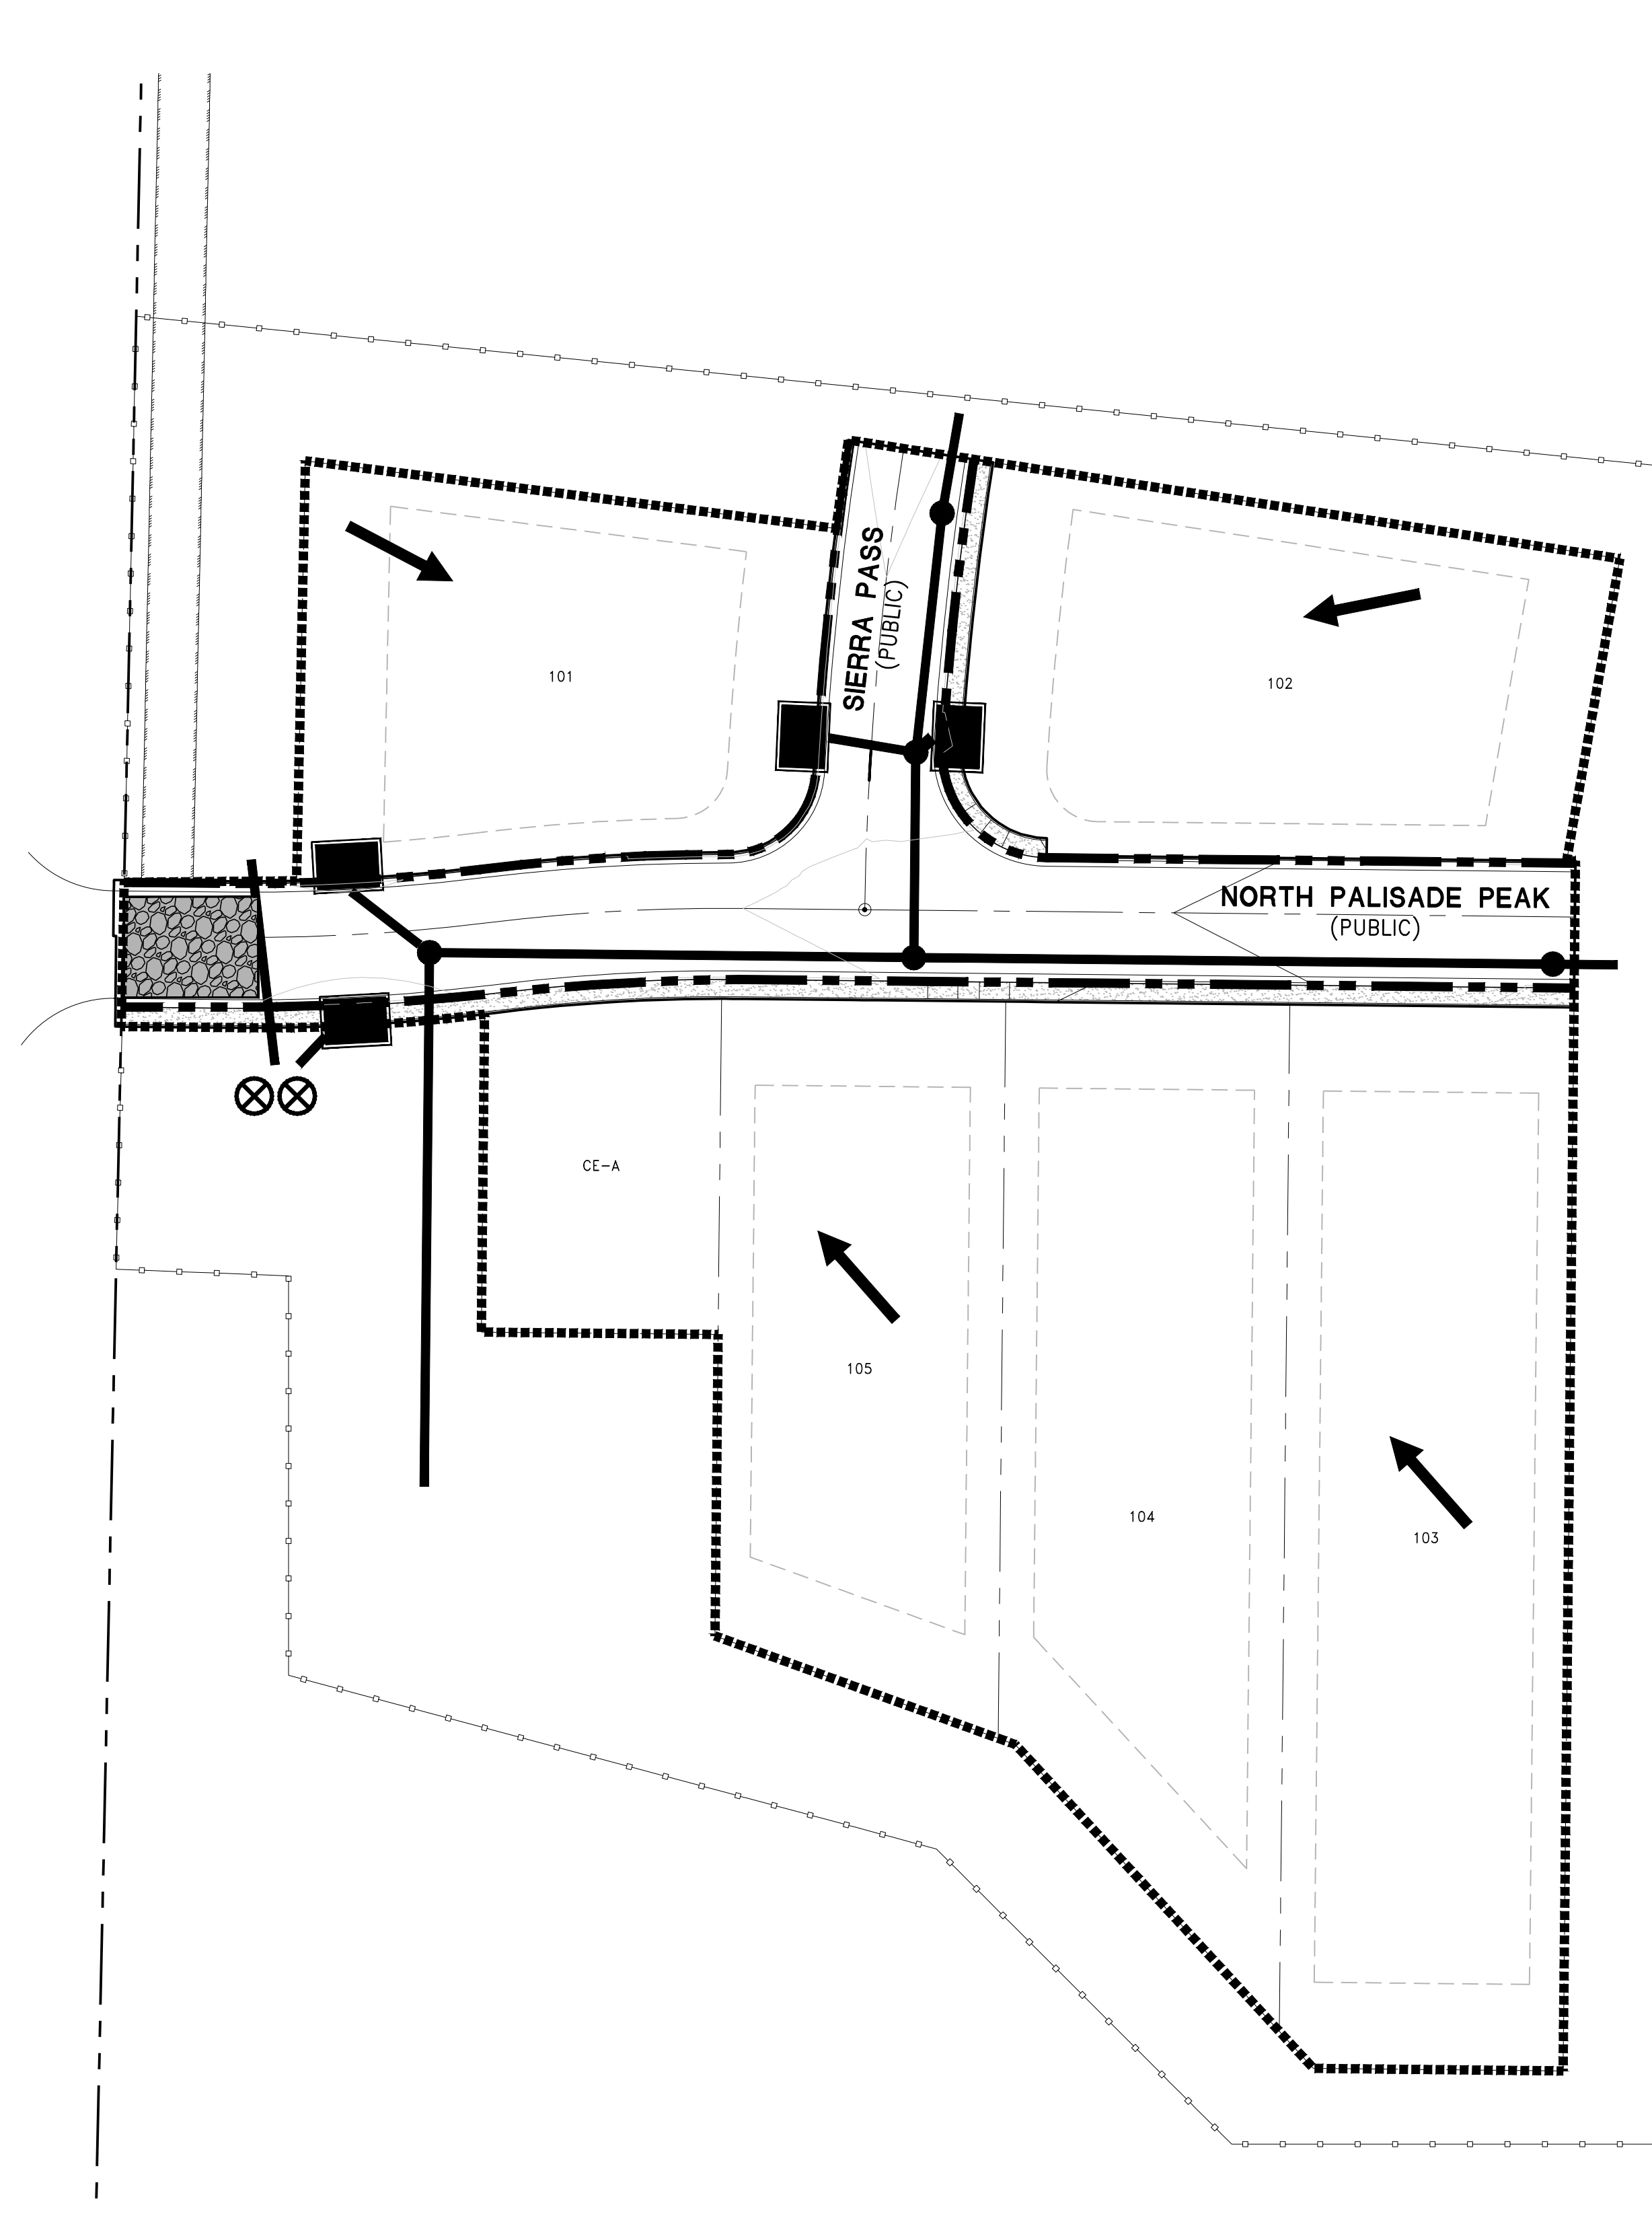 SIERRA PASS
(PUBLIC)
101
102
NORTH PALISADE PEAK
(PUBLIC)
CE-A
105
104
103